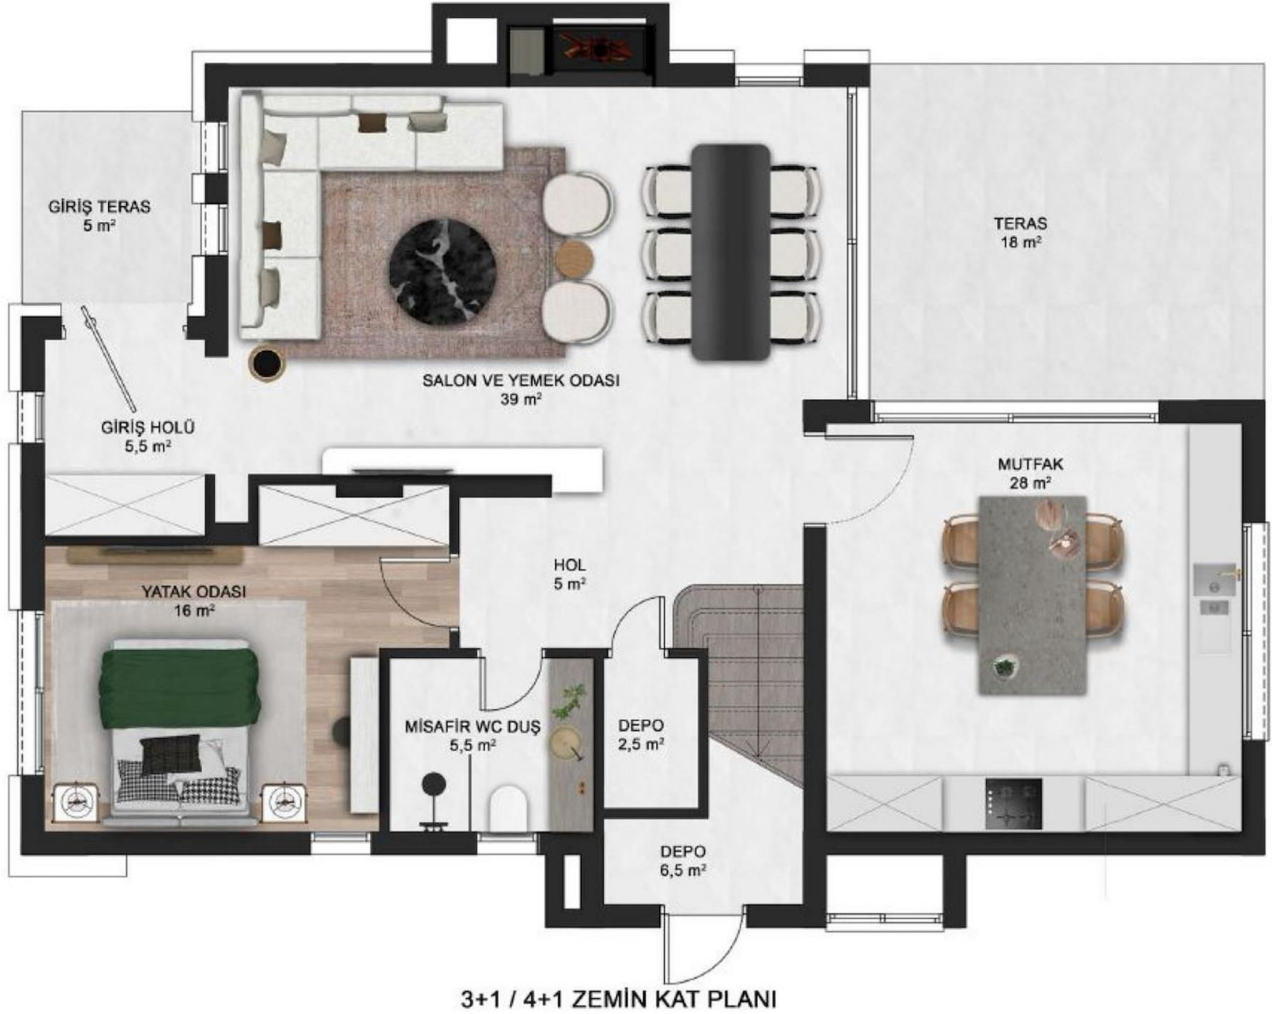 GİRİŞ TERAS
5 m²
TERAS
18 m²
SALON VE YEMEK ODASI
39 m²
GİRİŞ HOLÜ
5,5 m²
MUTFAK
28 m²
HOL
5 m²
YATAK ODASI
16 m²
MİSAFİR WC DUŞ
5,5 m²
DEPO
2,5 m²
DEPO
6,5 m²
3+1 / 4+1 ZEMİN KAT PLANI